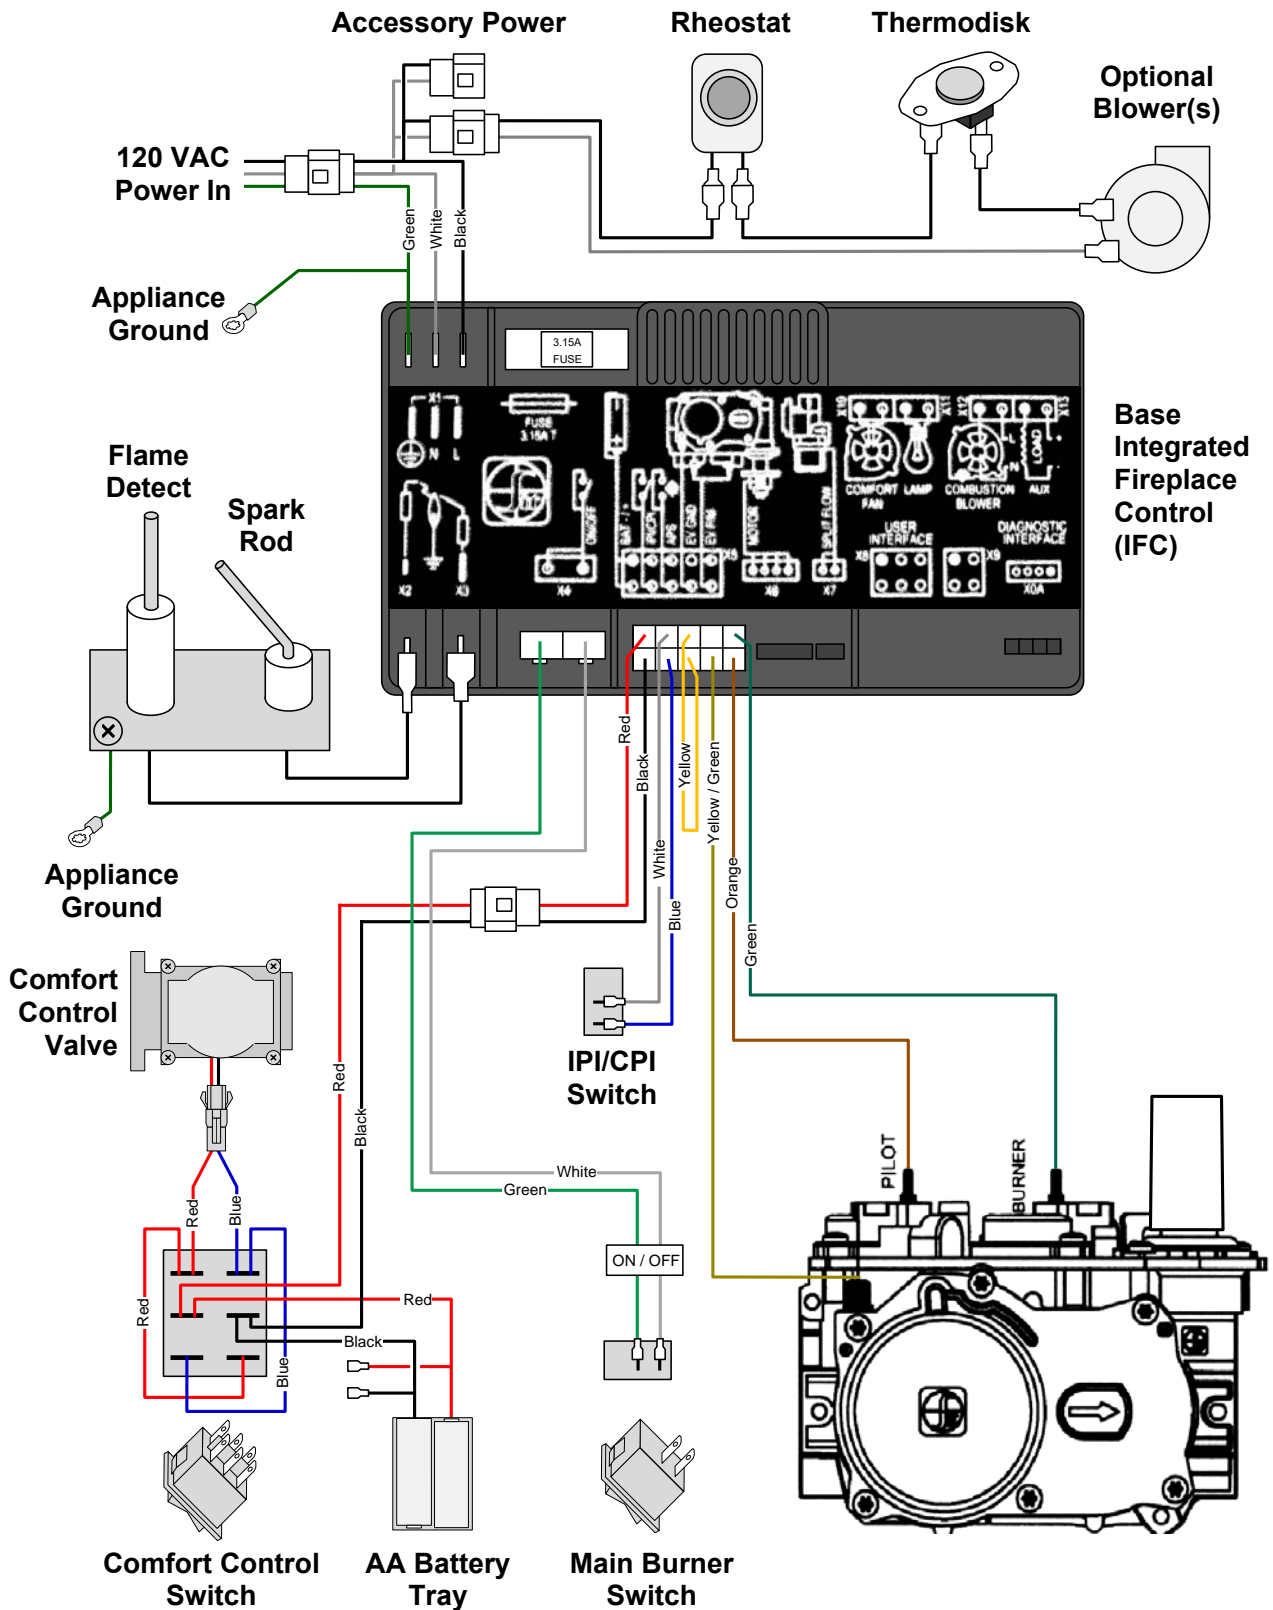 Accessory Power
Rheostat
Thermodisk
Optional
Blower(s)
120 VAC
Power In
Green
White
Black
Appliance
Ground
3.15A
FUSE
Base
Integrated
Fireplace
Control
(IFC)
X1
N
L
FUSE
3.15A T
X10
X11
X12
X13
L
N
LOAD
COMFORT
FAN
LAMP
COMBUSTION
BLOWER
AUX
ON/OFF
BAT - / +
PI/CPI
APS
EV GND
EV P/M
MOTOR
SPLIT FLOW
USER
INTERFACE
DIAGNOSTIC
INTERFACE
X2
X3
X4
X5
X6
X7
X8
X9
X0A
Flame
Detect
Spark
Rod
Appliance
Ground
Red
Black
White
Blue
Yellow
Yellow / Green
Orange
Green
Comfort
Control
Valve
IPI/CPI
Switch
Red
Black
White
Green
PILOT
BURNER
Red
Blue
ON / OFF
Red
Red
Black
Blue
Comfort Control
Switch
AA Battery
Tray
Main Burner
Switch